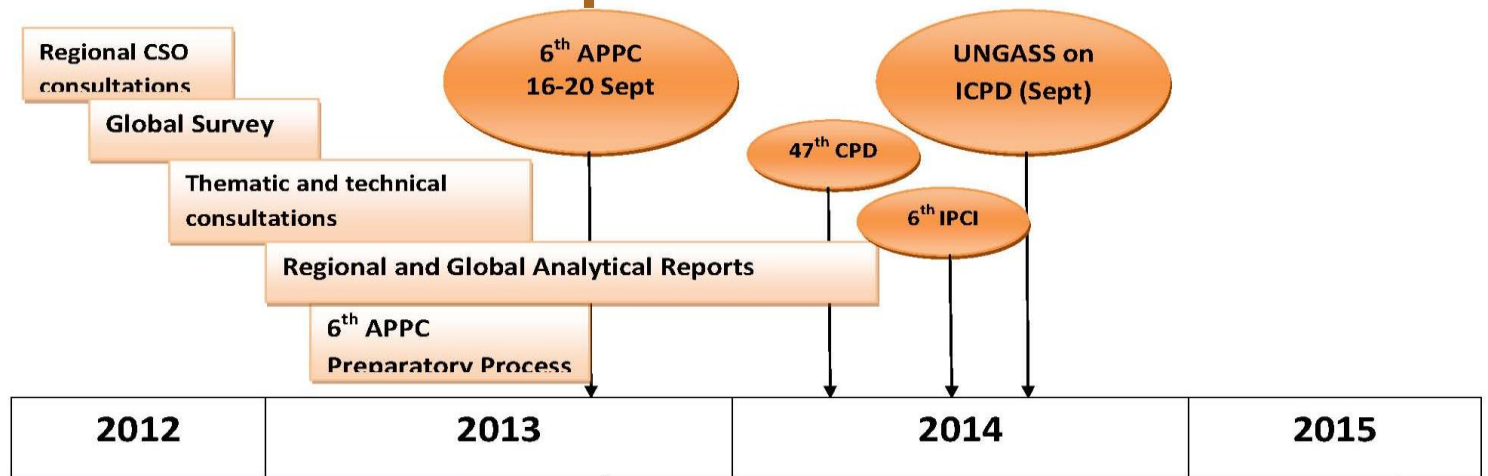 Regional CSO
consultations
Global Survey
Thematic and technical
consultations
Regional and Global Analytical Reports
6th APPC
Preparatory Process
6th APPC
16-20 Sept
47th CPD
6th IPCI
UNGASS on
ICPD (Sept)
2012 2013 2014 2015